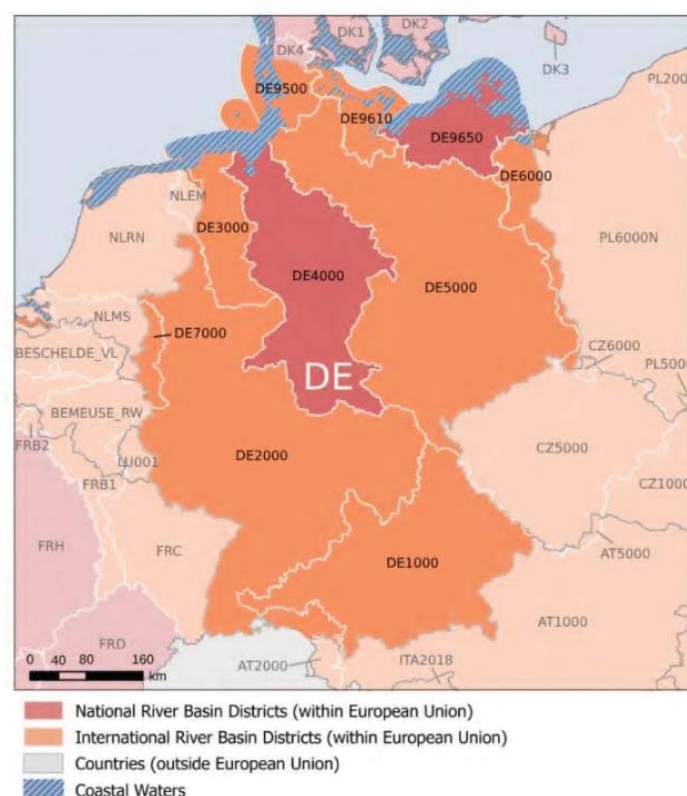 DK1
DK2
DK4
DK3
DE9500
PL200
DE9610
DE9650
DE6000
NLEM
DE3000
NLRN
PL6000N
DE4000
DE5000
NLMS
DE7000
CZ6000
BESCHELDE_VL
PL5000
DE
BEMEUSE_RW
FRB2
CZ5000
DE2000
LU001
FRB1
CZ1000
FRH
FRC
AT5000
DE1000
AT1000
FRD
AT2000
ITA2018
0 40 80 160
km
National River Basin Districts (within European Union)
International River Basin Districts (within European Union)
Countries (outside European Union)
Coastal Waters